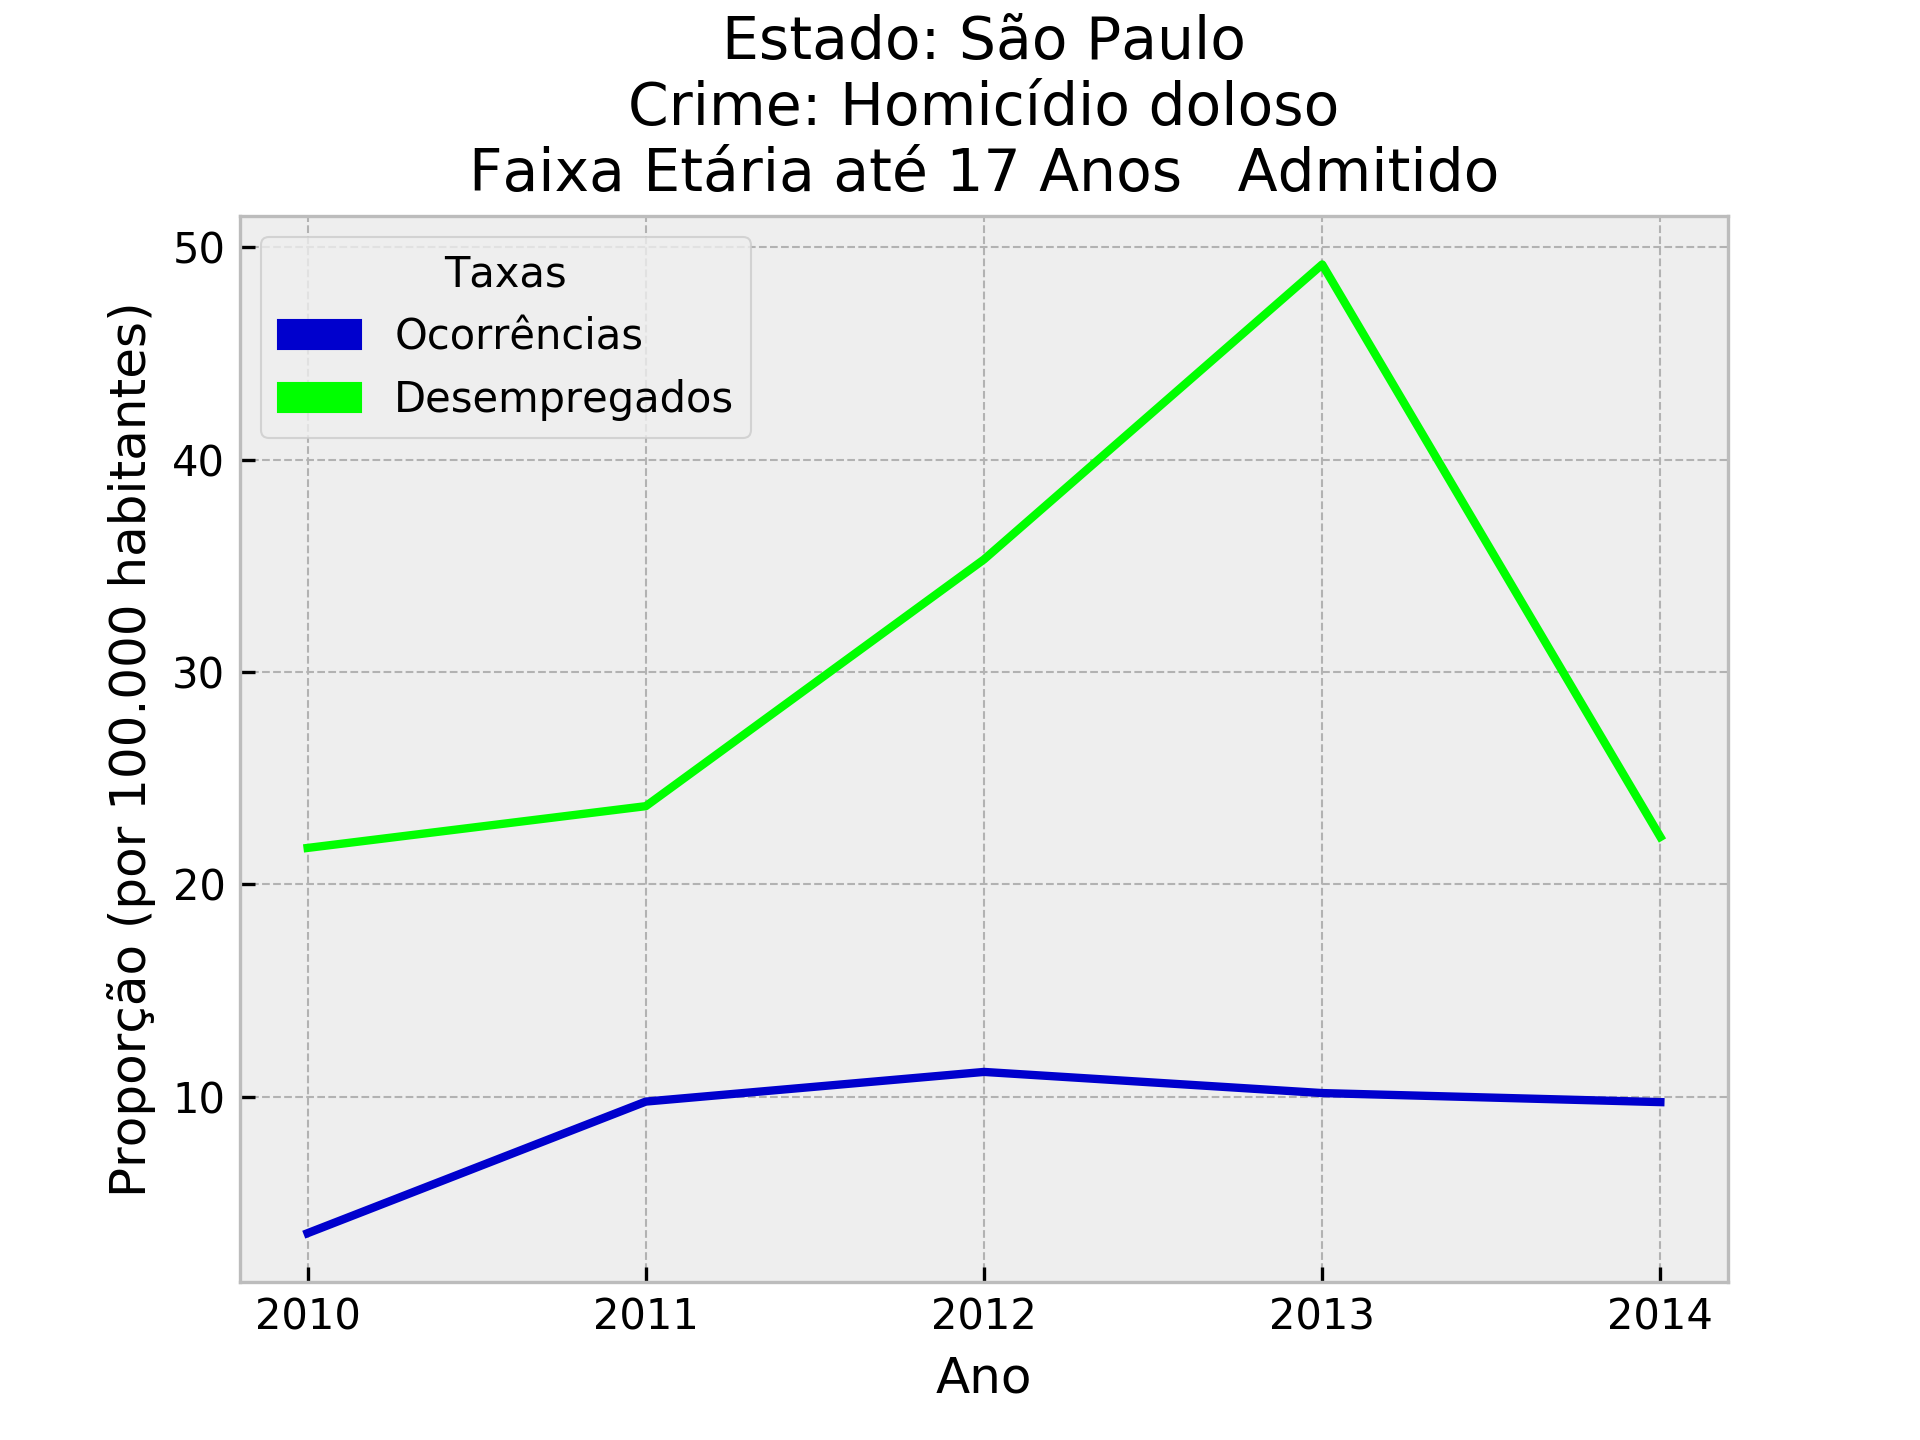 Estado: São Paulo
Crime: Homicídio doloso
Faixa Etária até 17 Anos   Admitido
Taxas
Ocorrências
Desempregados
Proporção (por 100.000 habitantes)
50
40
30
20
10
2010 2011 2012 2013 2014
Ano